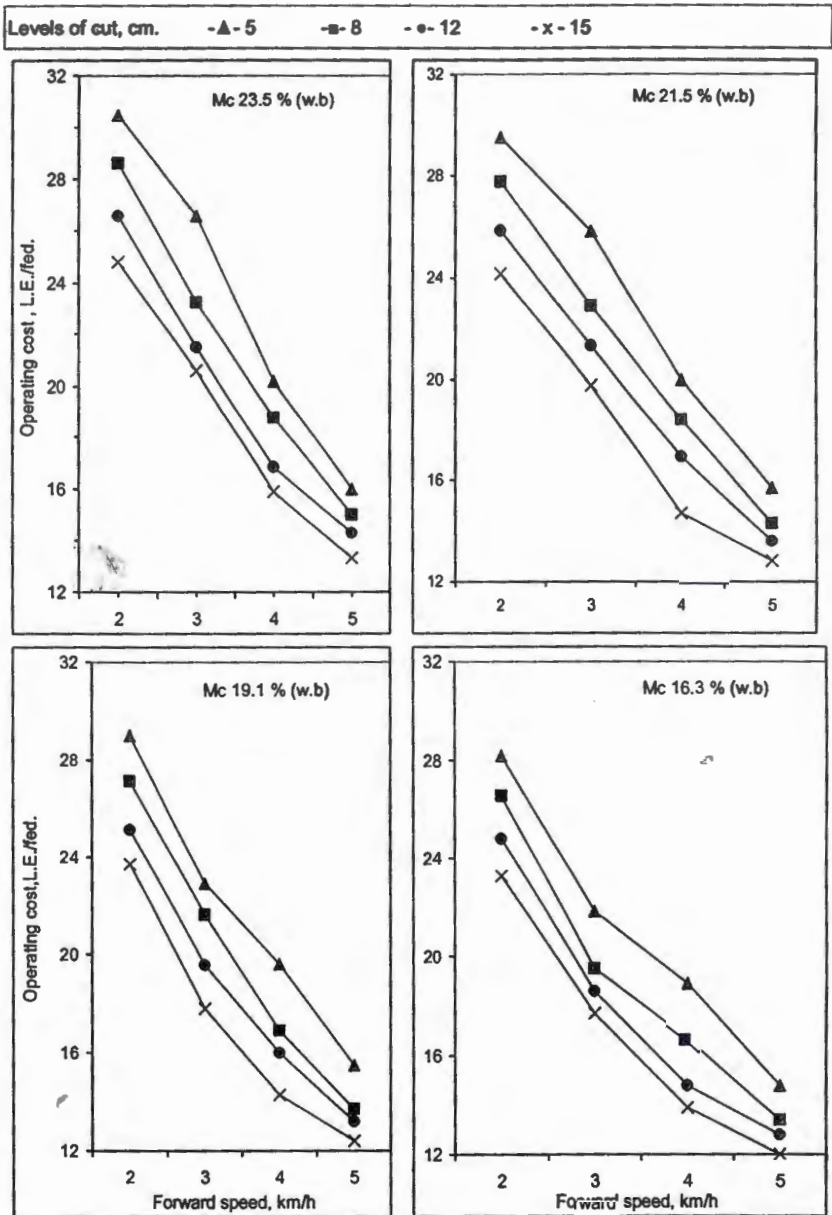 Levels of cut, cm. -▲- 5 -■- 8 -●- 12 -x- 15
Mc 23.5 % (w.b)
32
28
24
20
16
12
Operating cost , L.E./fed.
2 3 4 5
Mc 21.5 % (w.b)
32
28
24
20
16
12
2 3 4 5
Mc 19.1 % (w.b)
32
28
24
20
16
12
Operating cost,L.E./fed.
2 3 4 5
Forward speed, km/h
Mc 16.3 % (w.b)
32
28
24
20
16
12
2 3 4 5
Forward speed, km/h